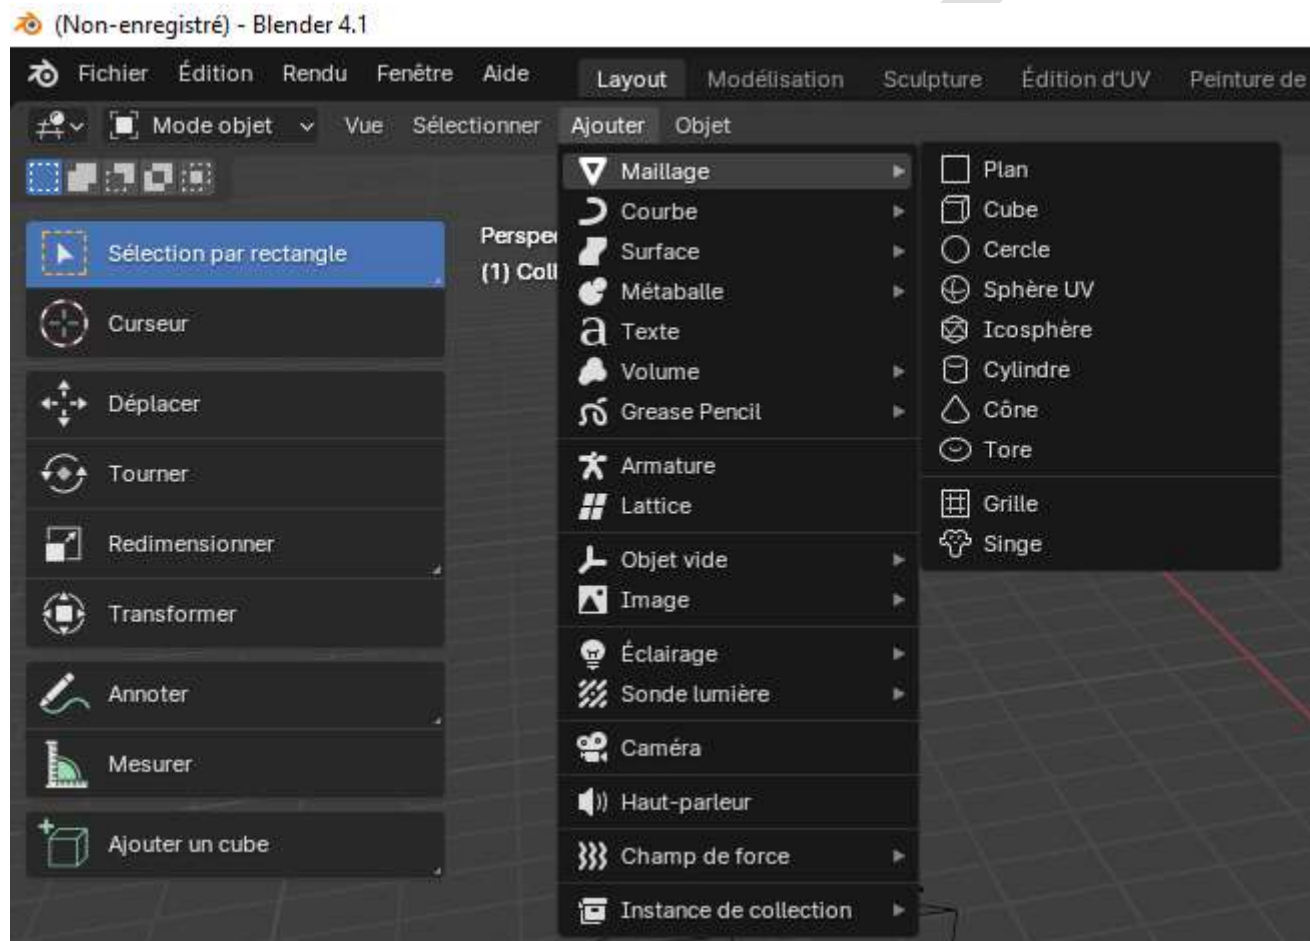 (Non-enregistré) - Blender 4.1
Fichier Édition Rendu Fenêtre Aide Layout Modélisation Sculpture Édition d'UV Peinture de
Mode objet Vue Sélectionner Ajouter Objet
Sélection par rectangle
Curseur
Déplacer
Tourner
Redimensionner
Transformer
Annoter
Mesurer
Ajouter un cube
(1)
Maillage
Courbe
Surface
Métaballe
Texte
Volume
Grease Pencil
Armature
Lattice
Objet vide
Image
Éclairage
Sonde lumière
Caméra
Haut-parleur
Champ de force
Instance de collection
Plan
Cube
Cercle
Sphère UV
Icosphère
Cylindre
Cône
Tore
Grille
Singe